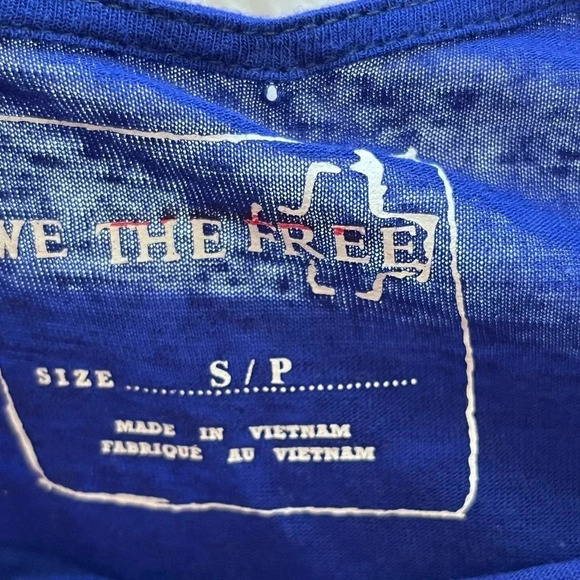 WE THE FREE
SIZE ........ S / P ........
MADE IN VIETNAM
FABRIQUÉ AU VIETNAM